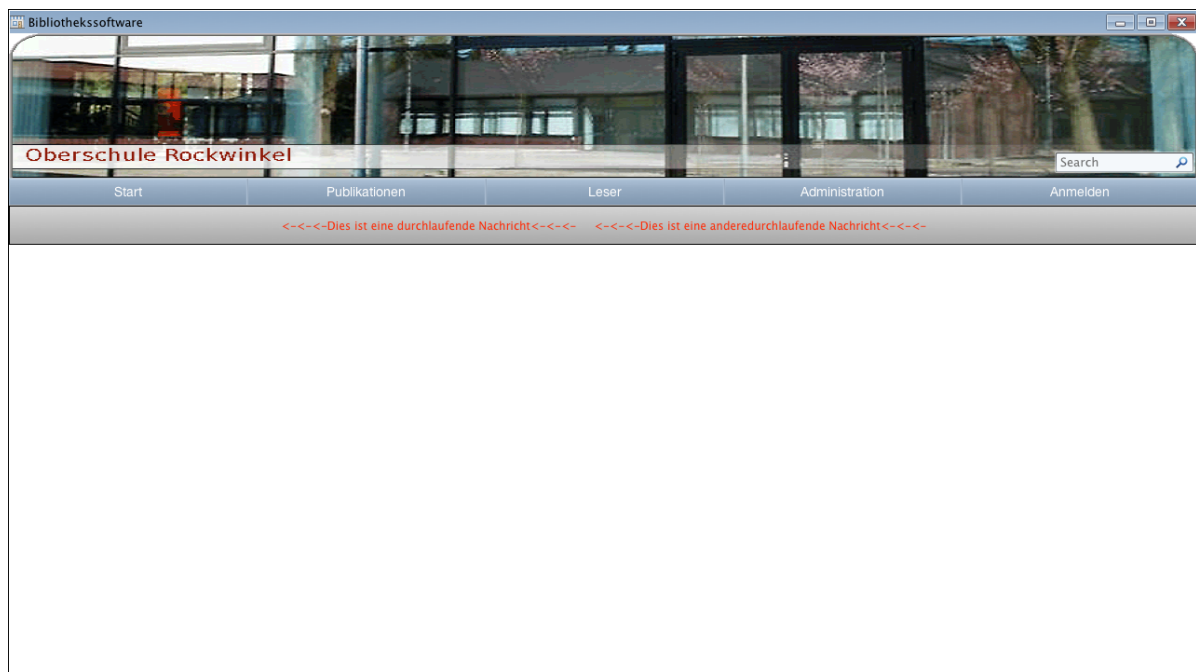 Bibliothekssoftware
Oberschule Rockwinkel
Search
Start Publikationen Leser Administration Anmelden
<-<-<-Dies ist eine durchlaufende Nachricht<-<-<- <-<-<-Dies ist eine anderedurchlaufende Nachricht<-<-<-